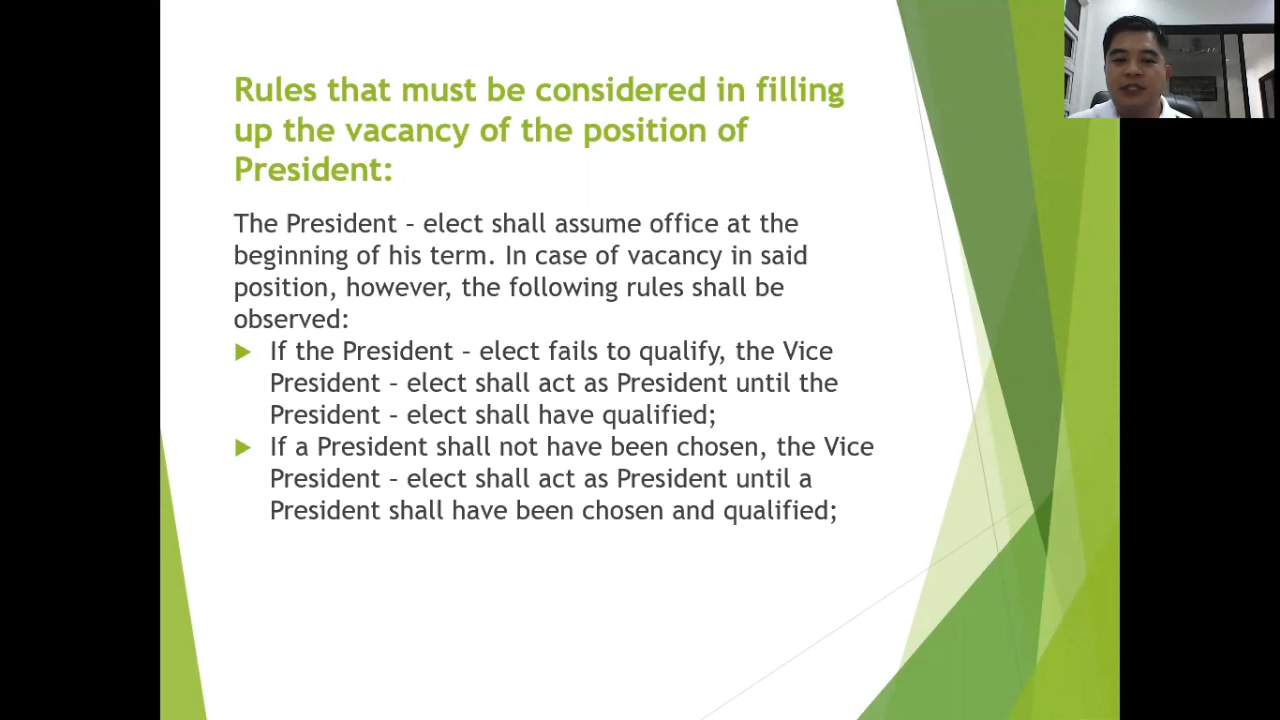 Rules that must be considered in filling
up the vacancy of the position of
President:
The President – elect shall assume office at the
beginning of his term. In case of vacancy in said
position, however, the following rules shall be
observed:
If the President – elect fails to qualify, the Vice
President – elect shall act as President until the
President – elect shall have qualified;
If a President shall not have been chosen, the Vice
President – elect shall act as President until a
President shall have been chosen and qualified;